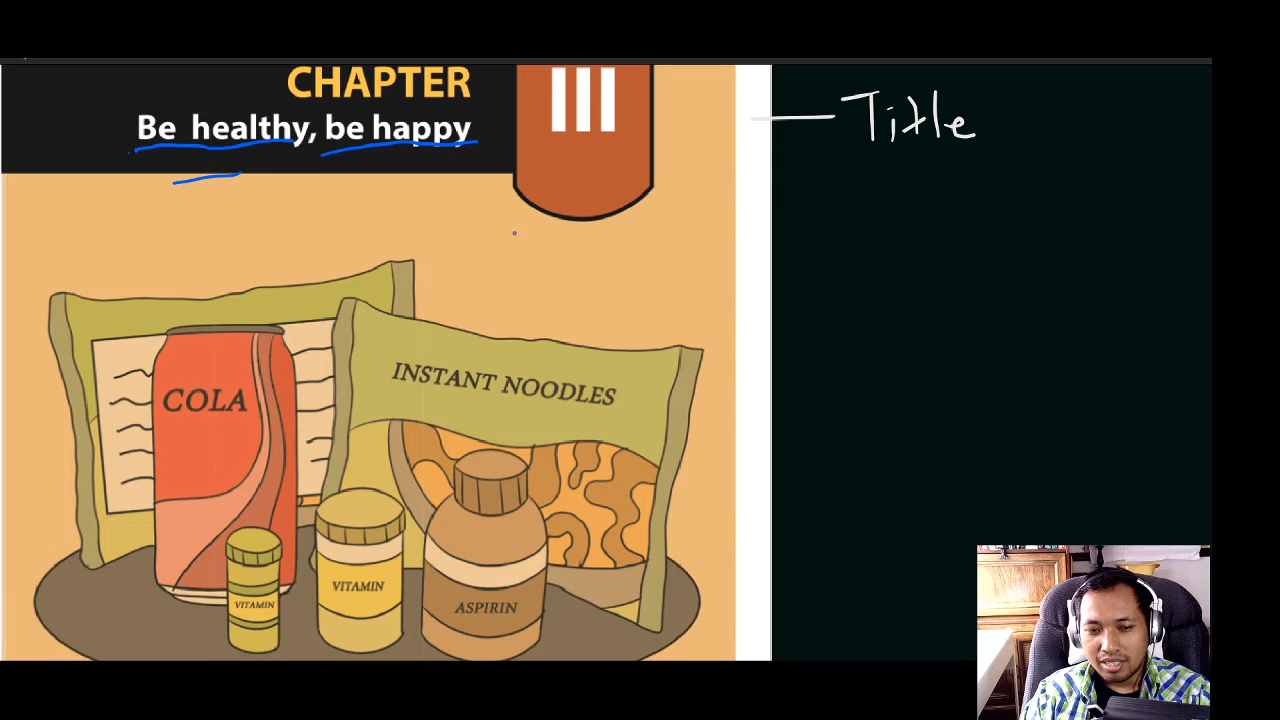 CHAPTER
III
Be healthy, be happy
Title
COLA
INSTANT NOODLES
VITAMIN
VITAMIN
ASPIRIN